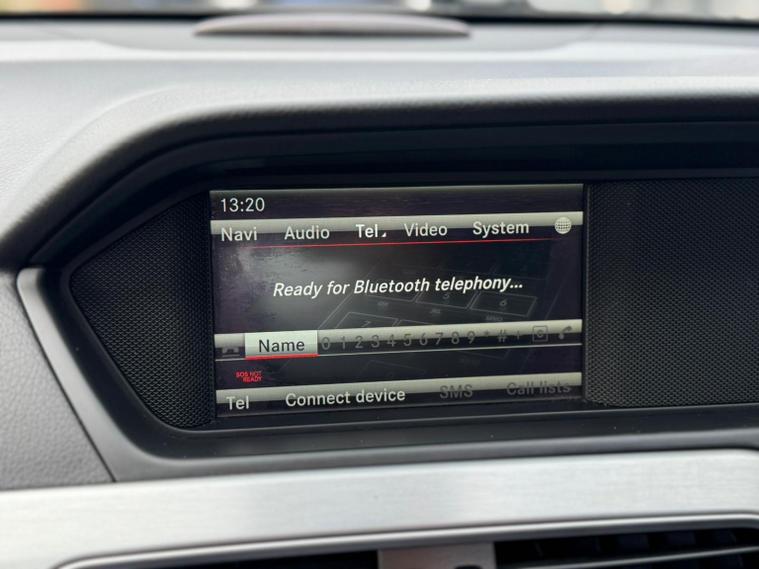 13:20
Navi Audio Tel Video System
Ready for Bluetooth telephony...
Name 0 1 2 3 4 5 6 7 8 9 * # +
SOS NOT
READY
Tel Connect device SMS Call lists